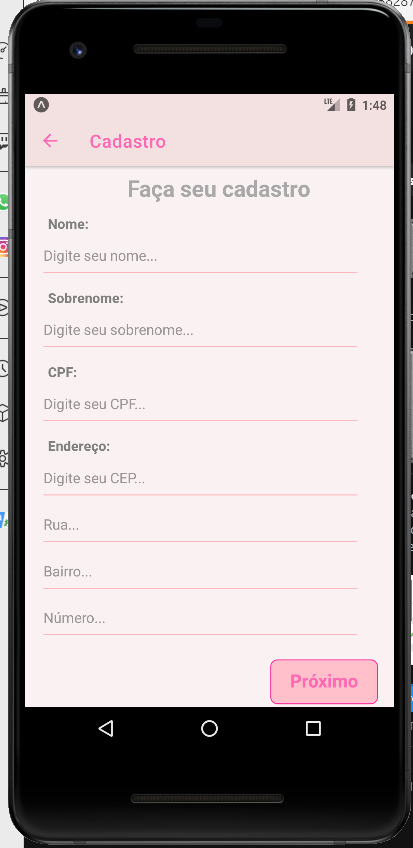 LTE 1:48
Cadastro
Faça seu cadastro
Nome:
Digite seu nome...
Sobrenome:
Digite seu sobrenome...
CPF:
Digite seu CPF...
Endereço:
Digite seu CEP...
Rua...
Bairro...
Número...
Próximo